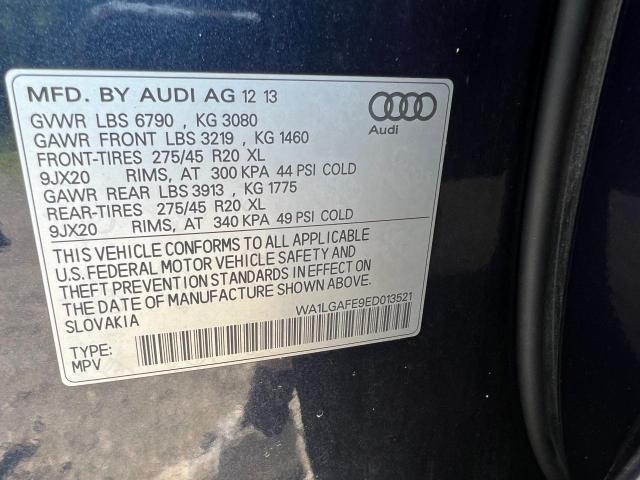 MFD. BY AUDI AG 12 13
GVWR LBS 6790 , KG 3080
GAWR FRONT LBS 3219 , KG 1460
FRONT-TIRES 275/45 R20 XL
9JX20 RIMS, AT 300 KPA 44 PSI COLD
GAWR REAR LBS 3913 , KG 1775
REAR-TIRES 275/45 R20 XL
9JX20 RIMS, AT 340 KPA 49 PSI COLD
Audi
THIS VEHICLE CONFORMS TO ALL APPLICABLE
U.S. FEDERAL MOTOR VEHICLE SAFETY AND
THEFT PREVENTION STANDARDS IN EFFECT ON
THE DATE OF MANUFACTURE SHOWN ABOVE
SLOVAKIA
WA1LGAFE9ED013521
TYPE:
MPV